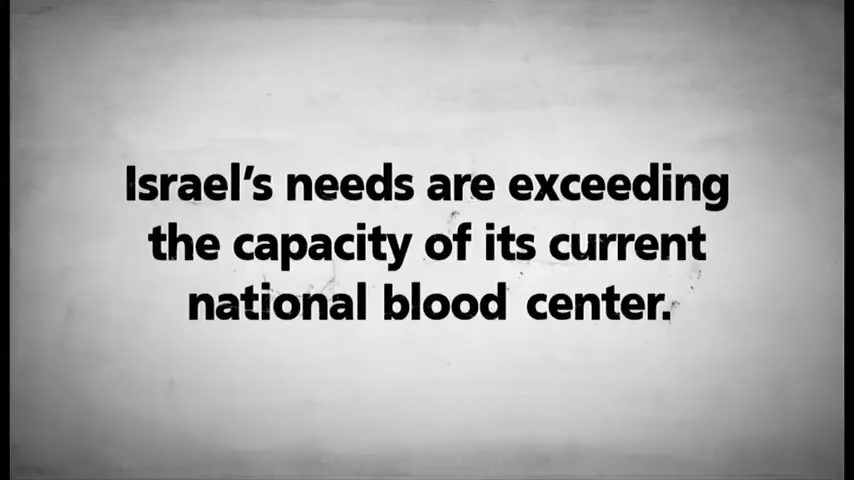 Israel's needs are exceeding
the capacity of its current
national blood center.